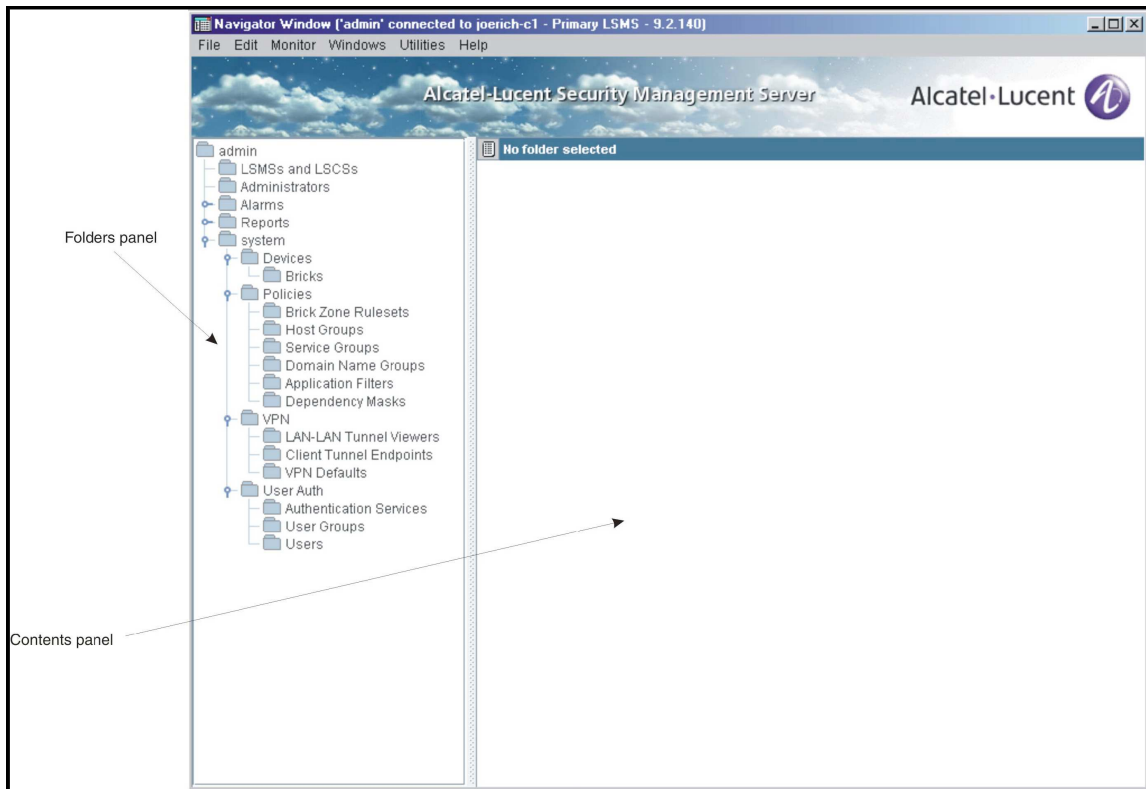 Navigator Window ('admin' connected to joerich-c1 - Primary LSMS - 9.2.140)
File Edit Monitor Windows Utilities Help
Alcatel-Lucent Security Management Server
Alcatel·Lucent
admin
No folder selected
LSMSs and LSCSs
Administrators
Alarms
Reports
Folders panel
system
Devices
Bricks
Policies
Brick Zone Rulesets
Host Groups
Service Groups
Domain Name Groups
Application Filters
Dependency Masks
VPN
LAN-LAN Tunnel Viewers
Client Tunnel Endpoints
VPN Defaults
User Auth
Authentication Services
User Groups
Users
Contents panel